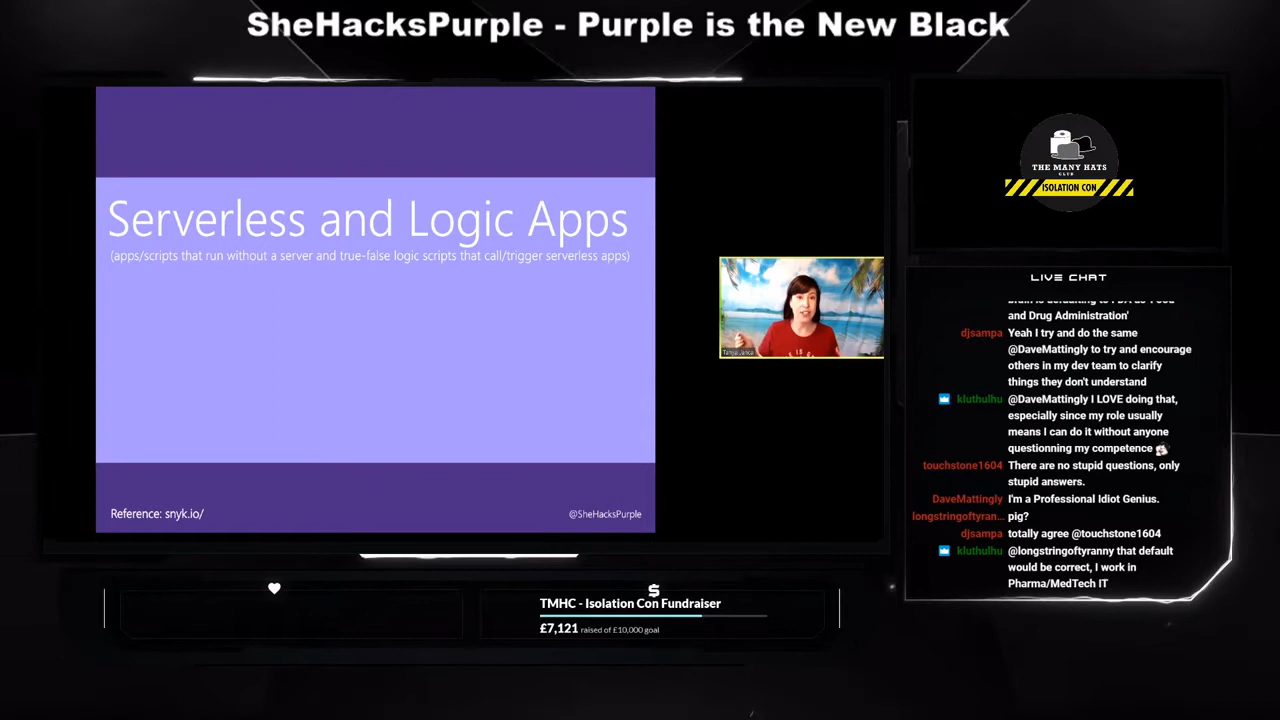 SheHacksPurple - Purple is the New Black
Serverless and Logic Apps
(apps/scripts that run without a server and true-false logic scripts that call/trigger serverless apps)
Reference: snyk.io/
@SheHacksPurple
Tanya Janca
THE MANY HATS
CLUB
ISOLATION CON
LIVE CHAT
and Drug Administration'
djsampa Yeah I try and do the same
@DaveMattingly to try and encourage
others in my dev team to clarify
things they don't understand
kluthulhu @DaveMattingly I LOVE doing that,
especially since my role usually
means I can do it without anyone
questionning my competence
touchstone1604 There are no stupid questions, only
stupid answers.
DaveMattingly I'm a Professional Idiot Genius.
longstringoftyran... pig?
djsampa totally agree @touchstone1604
kluthulhu @longstringoftyranny that default
would be correct, I work in
Pharma/MedTech IT
TMHC - Isolation Con Fundraiser
£7,121 raised of £10,000 goal